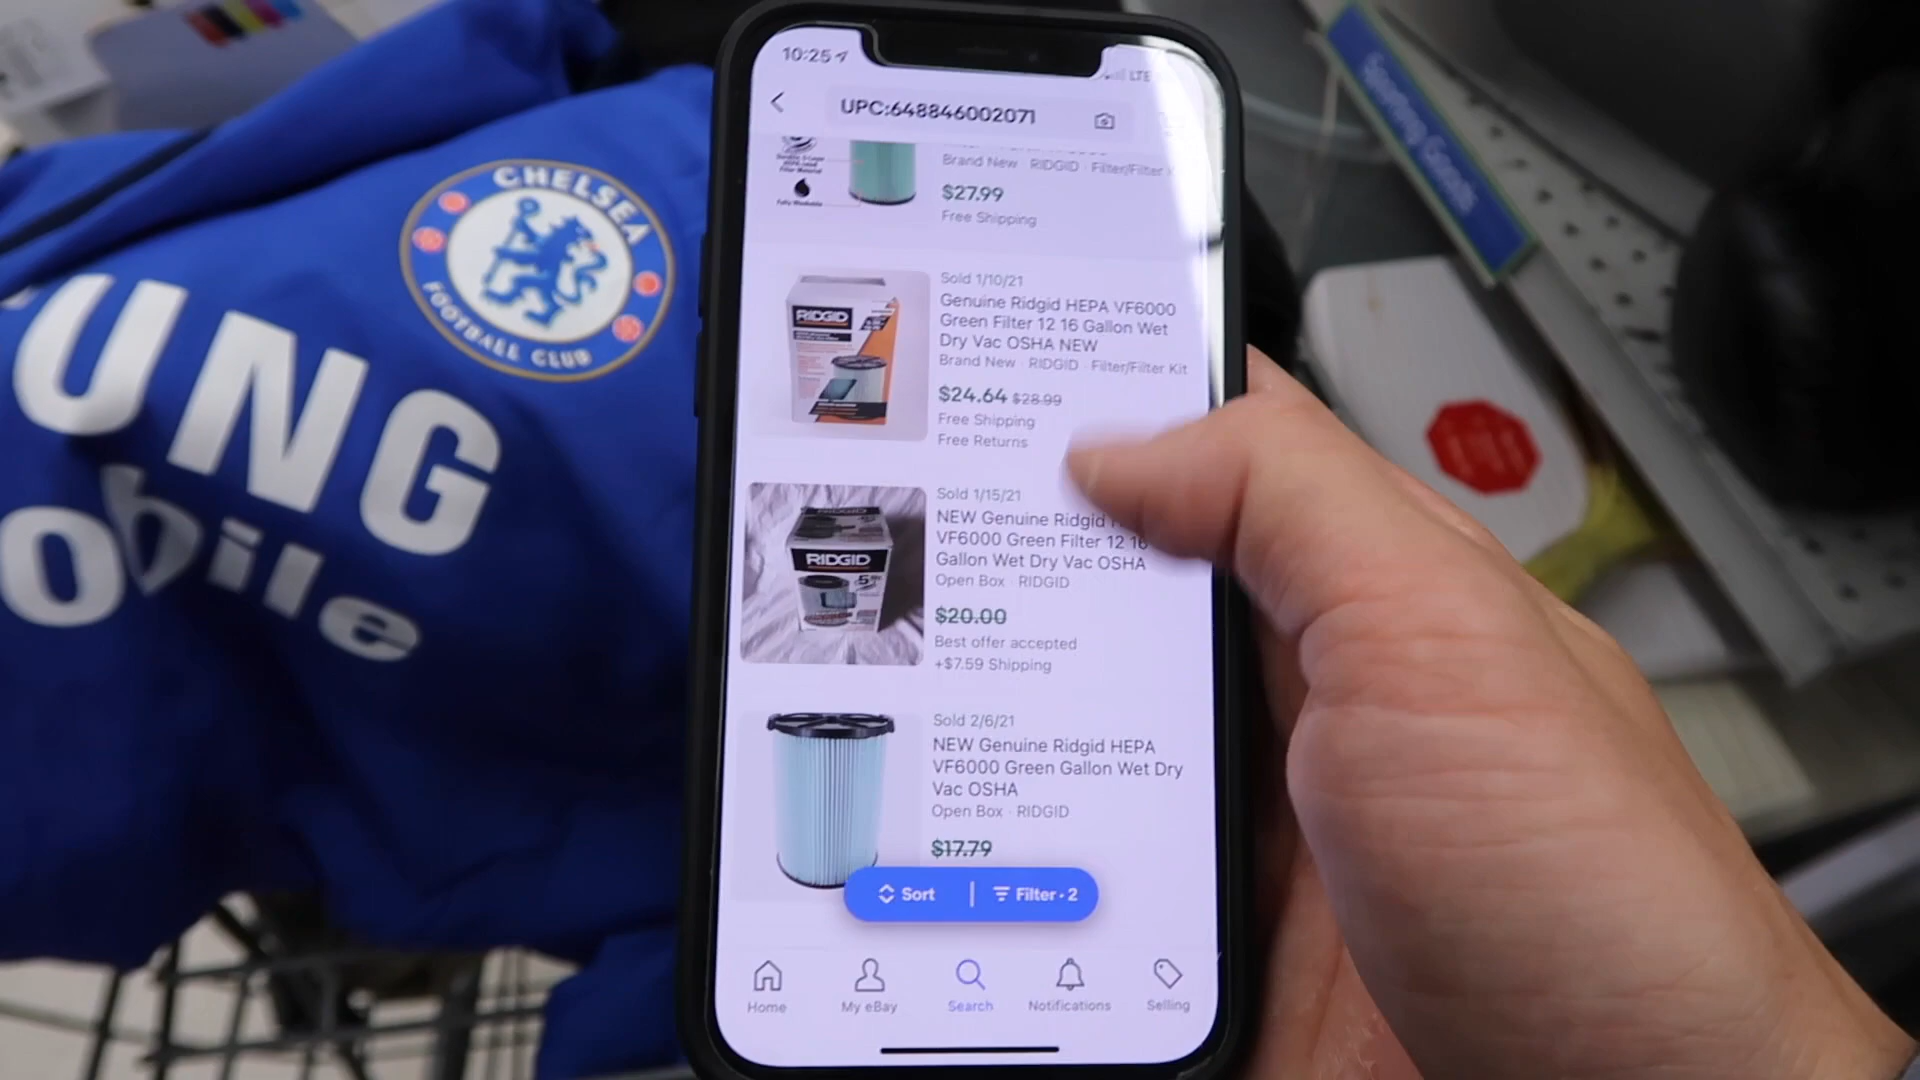 10:25
LTE
UPC:648846002071
Fully Washable
Brand New · RIDGID · Filter/Filter K
$27.99
Free Shipping
Sold 1/10/21
Genuine Ridgid HEPA VF6000
Green Filter 12 16 Gallon Wet
Dry Vac OSHA NEW
Brand New · RIDGID · Filter/Filter Kit
$24.64 $28.99
Free Shipping
Free Returns
RIDGID
Sold 1/15/21
NEW Genuine Ridgid
VF6000 Green Filter 12 16
Gallon Wet Dry Vac OSHA
Open Box · RIDGID
$20.00
Best offer accepted
+$7.59 Shipping
RIDGID
5
Sold 2/6/21
NEW Genuine Ridgid HEPA
VF6000 Green Gallon Wet Dry
Vac OSHA
Open Box · RIDGID
$17.79
Sort | Filter · 2
Home
My eBay
Search
Notifications
Selling
CHELSEA
FOOTBALL CLUB
UNG
obile
Sporting Goods